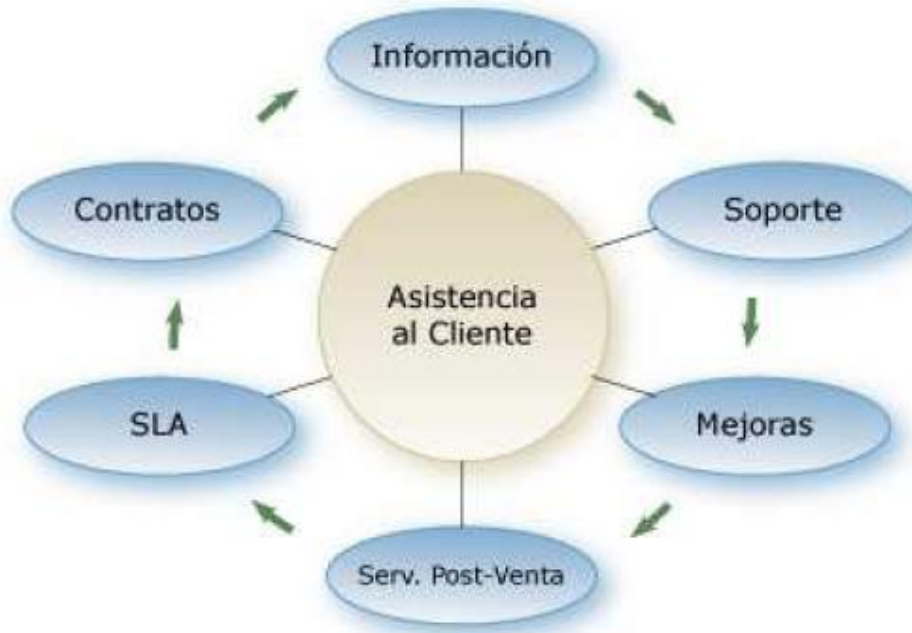 Información
Contratos
Soporte
Asistencia
al Cliente
SLA
Mejoras
Serv. Post-Venta